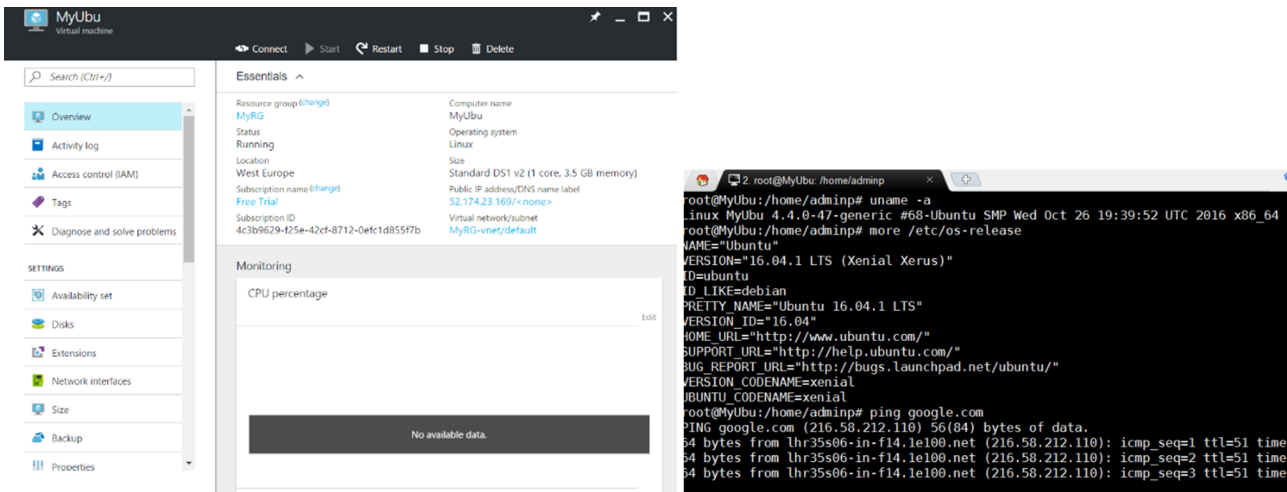 MyUbu
Virtual machine
Connect Start Restart Stop Delete
Search (Ctrl+/)
Overview
Activity log
Access control (IAM)
Tags
Diagnose and solve problems
SETTINGS
Availability set
Disks
Extensions
Network interfaces
Size
Backup
Properties
Essentials
Resource group (change)
MyRG
Status
Running
Location
West Europe
Subscription name (change)
Free Trial
Subscription ID
4c3b9629-f25e-42cf-8712-0efc1d855f7b
Computer name
MyUbu
Operating system
Linux
Size
Standard DS1 v2 (1 core, 3.5 GB memory)
Public IP address/DNS name label
52.174.23.169/<none>
Virtual network/subnet
MyRG-vnet/default
Monitoring
CPU percentage
Edit
No available data.
2. root@MyUbu: /home/adminp
root@MyUbu:/home/adminp# uname -a
Linux MyUbu 4.4.0-47-generic #68-Ubuntu SMP Wed Oct 26 19:39:52 UTC 2016 x86_64
root@MyUbu:/home/adminp# more /etc/os-release
NAME="Ubuntu"
VERSION="16.04.1 LTS (Xenial Xerus)"
ID=ubuntu
ID_LIKE=debian
PRETTY_NAME="Ubuntu 16.04.1 LTS"
VERSION_ID="16.04"
HOME_URL="http://www.ubuntu.com/"
SUPPORT_URL="http://help.ubuntu.com/"
BUG_REPORT_URL="http://bugs.launchpad.net/ubuntu/"
VERSION_CODENAME=xenial
UBUNTU_CODENAME=xenial
root@MyUbu:/home/adminp# ping google.com
PING google.com (216.58.212.110) 56(84) bytes of data.
64 bytes from lhr35s06-in-f14.1e100.net (216.58.212.110): icmp_seq=1 ttl=51 time
64 bytes from lhr35s06-in-f14.1e100.net (216.58.212.110): icmp_seq=2 ttl=51 time
64 bytes from lhr35s06-in-f14.1e100.net (216.58.212.110): icmp_seq=3 ttl=51 time